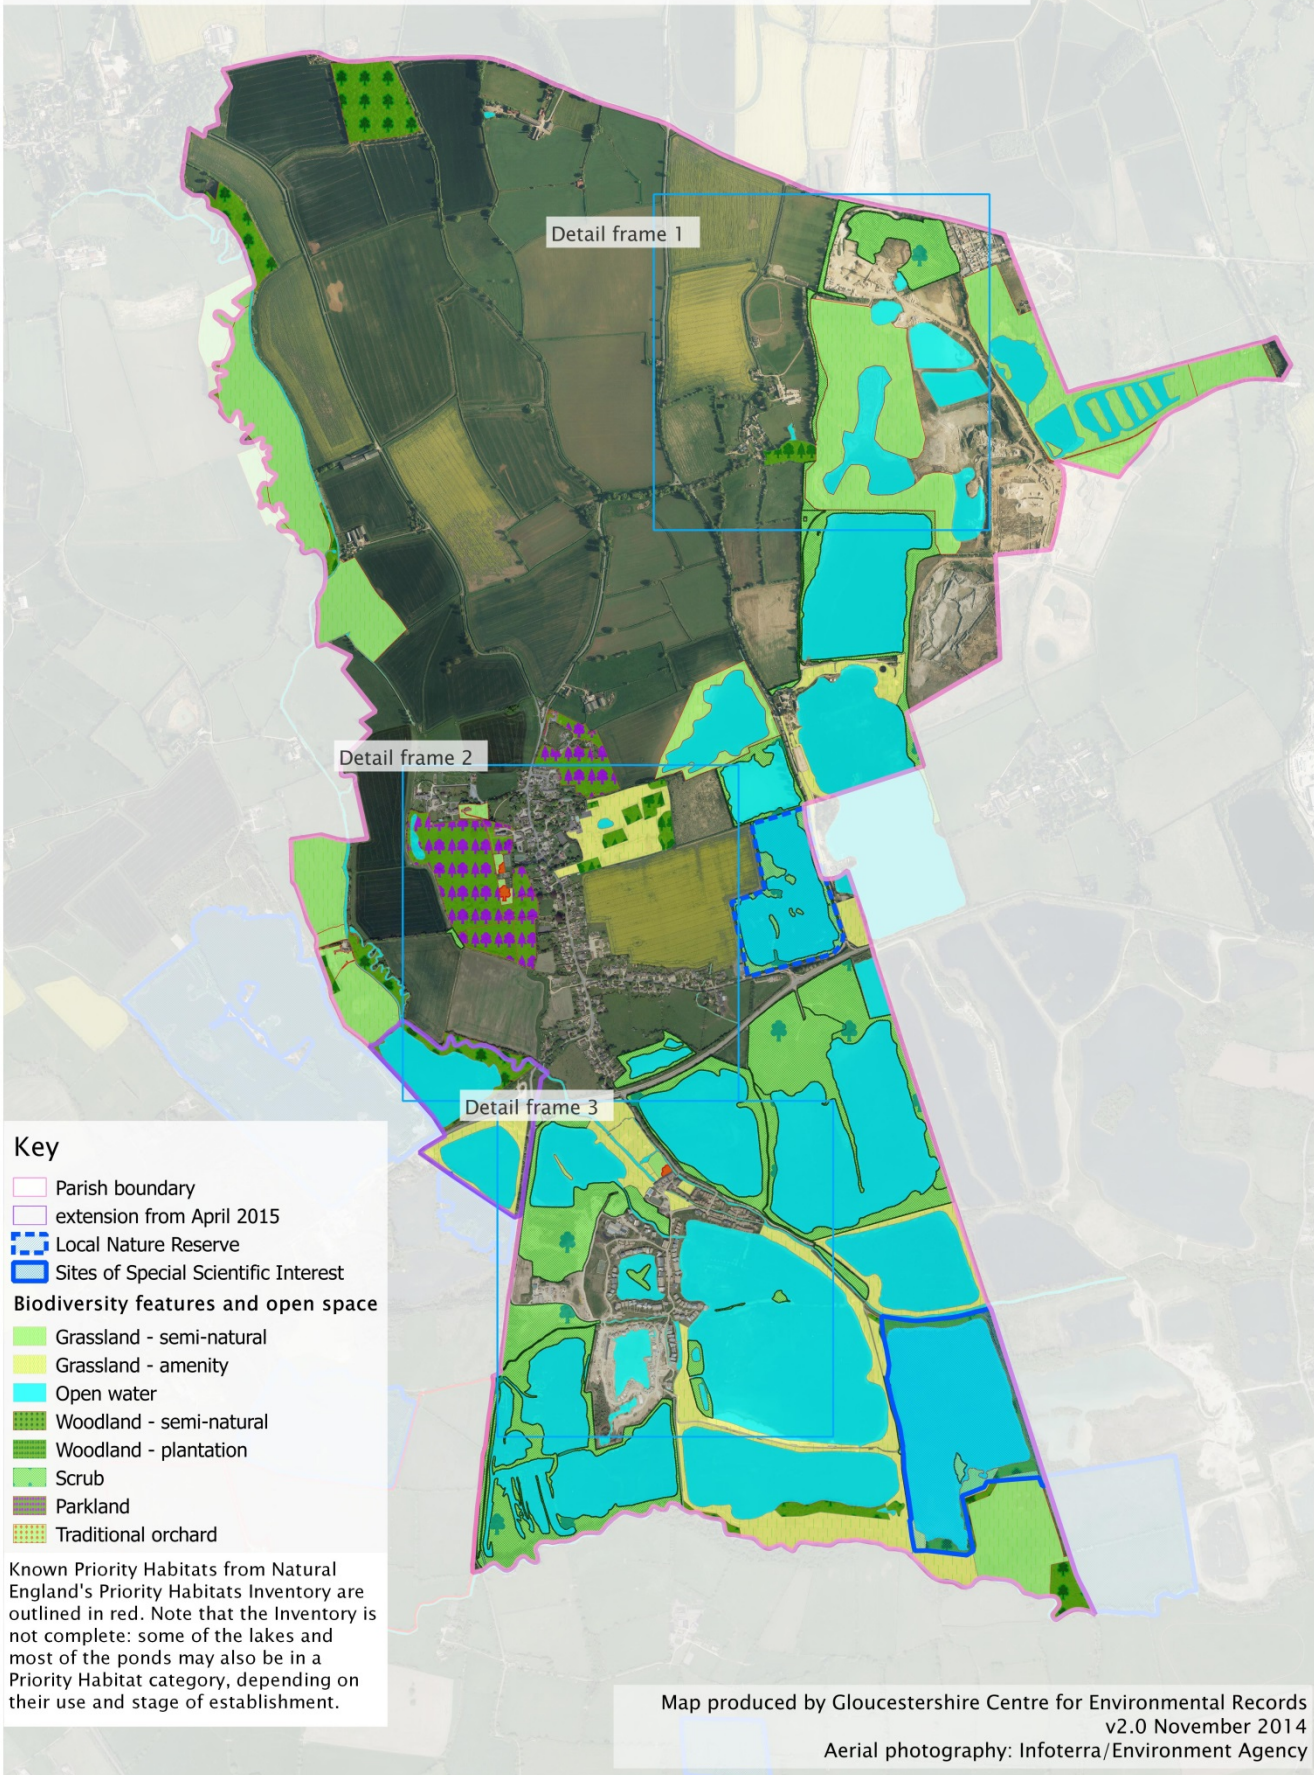 Detail frame 1
Detail frame 2
Detail frame 3
Key
Parish boundary
extension from April 2015
Local Nature Reserve
Sites of Special Scientific Interest
Biodiversity features and open space
Grassland - semi-natural
Grassland - amenity
Open water
Woodland - semi-natural
Woodland - plantation
Scrub
Parkland
Traditional orchard
Known Priority Habitats from Natural
England's Priority Habitats Inventory are
outlined in red. Note that the Inventory is
not complete: some of the lakes and
most of the ponds may also be in a
Priority Habitat category, depending on
their use and stage of establishment.
Map produced by Gloucestershire Centre for Environmental Records
v2.0 November 2014
Aerial photography: Infoterra/Environment Agency